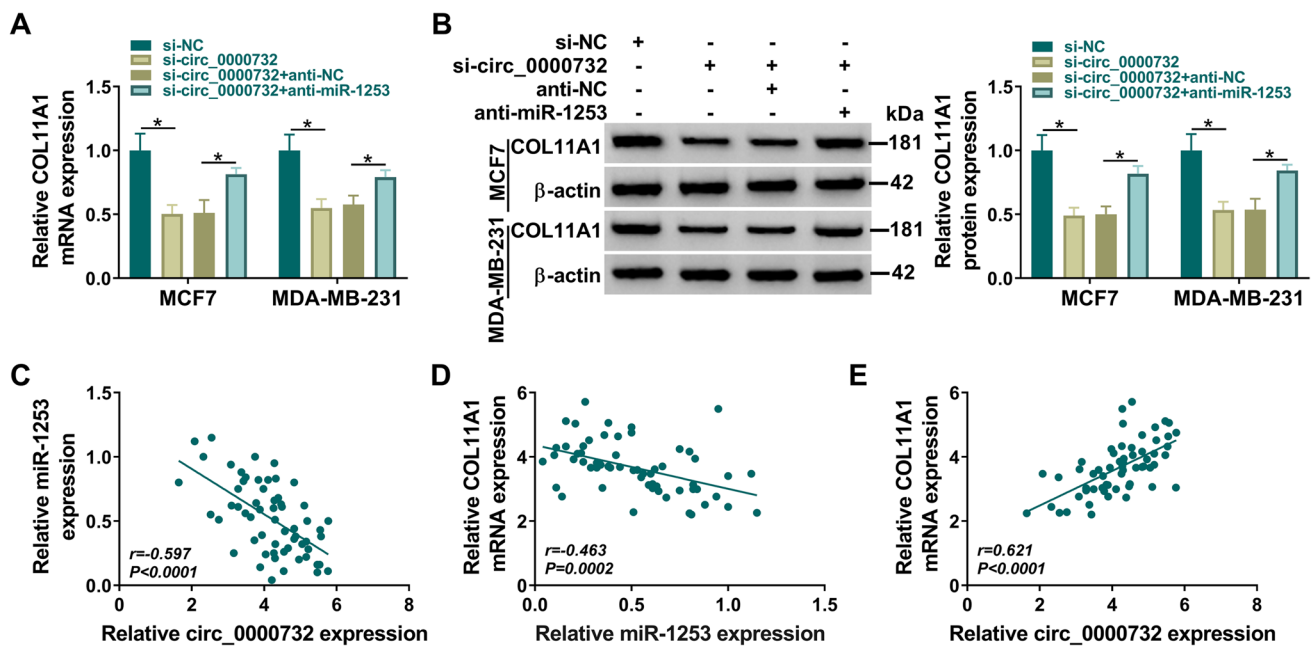 A
si-NC
si-circ_0000732
si-circ_0000732+anti-NC
si-circ_0000732+anti-miR-1253
Relative COL11A1
mRNA expression
1.5
1.0
0.5
0.0
*
*
*
*
MCF7
MDA-MB-231
B
si-NC + - - -
si-circ_0000732 - + + +
anti-NC - - + -
anti-miR-1253 - - - +
kDa
MCF7
COL11A1
181
β-actin
42
MDA-MB-231
COL11A1
181
β-actin
42
si-NC
si-circ_0000732
si-circ_0000732+anti-NC
si-circ_0000732+anti-miR-1253
Relative COL11A1
protein expression
1.5
1.0
0.5
0.0
*
*
*
*
MCF7
MDA-MB-231
C
Relative miR-1253
expression
1.5
1.0
0.5
0.0
r=-0.597
P<0.0001
0 2 4 6 8
Relative circ_0000732 expression
D
Relative COL11A1
mRNA expression
6
4
2
0
r=-0.463
P=0.0002
0.0 0.5 1.0 1.5
Relative miR-1253 expression
E
Relative COL11A1
mRNA expression
6
4
2
0
r=0.621
P<0.0001
0 2 4 6 8
Relative circ_0000732 expression